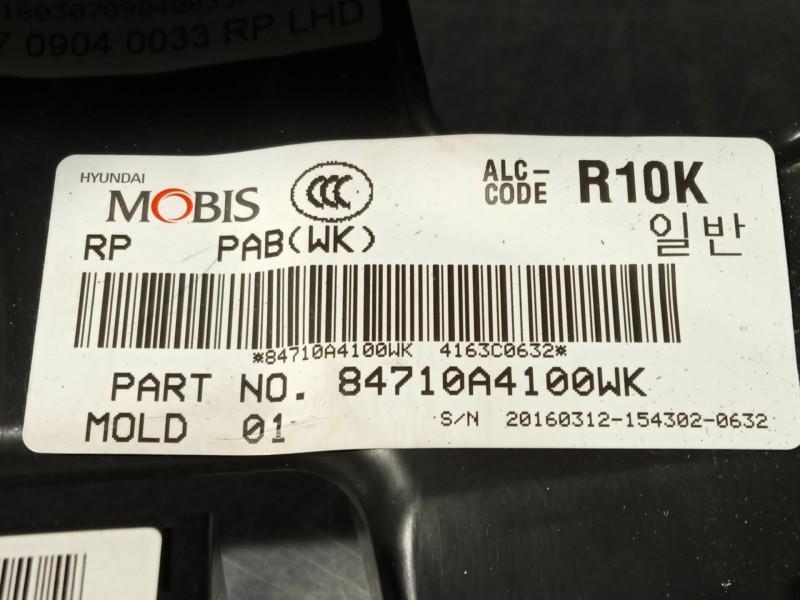 0904 0033 RP LHD
HYUNDAI
MOBIS
CCC
ALC-CODE R10K
일반
RP PAB(WK)
*84710A4100WK 4163C0632*
PART NO. 84710A4100WK
MOLD 01 S/N 20160312-154302-0632